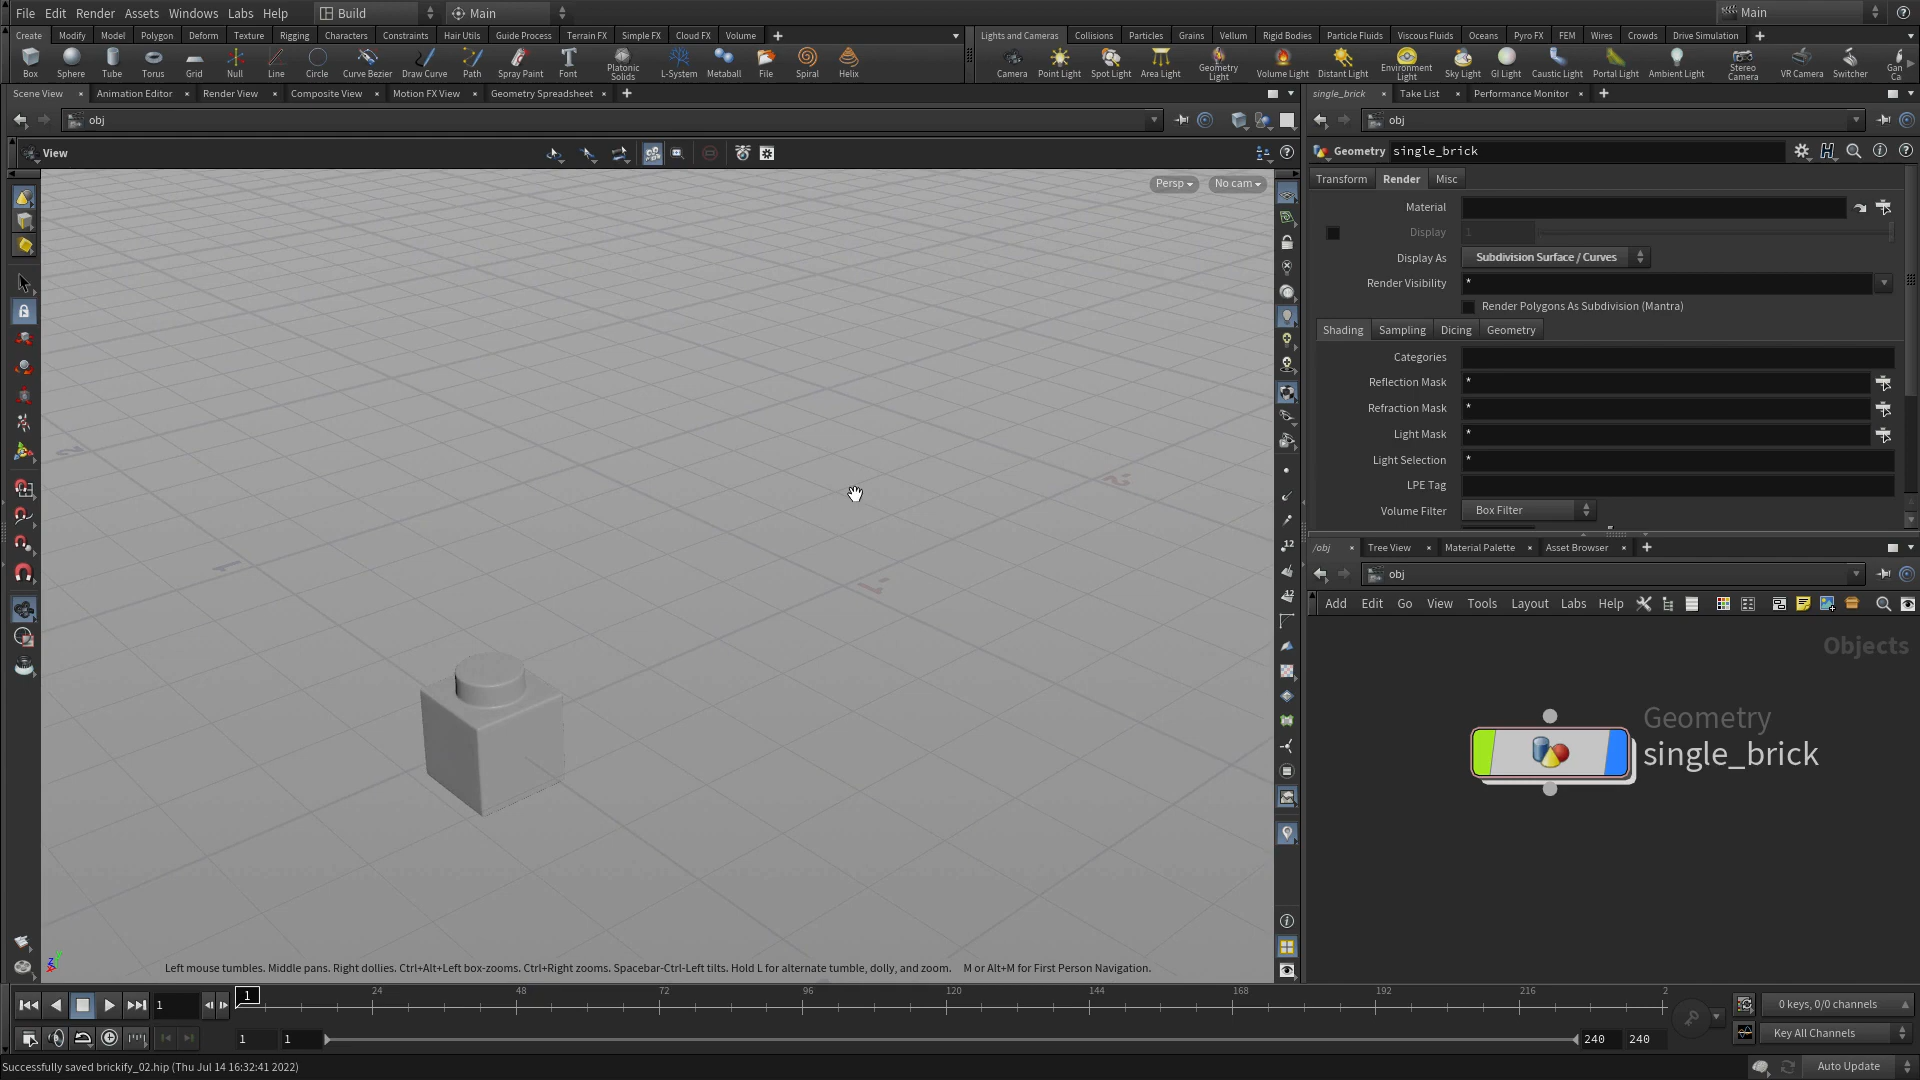 File Edit Render Assets Windows Labs Help Build Main Main
Create Modify Model Polygon Deform Texture Rigging Characters Constraints Hair Utils Guide Process Terrain FX Simple FX Cloud FX Volume
Lights and Cameras Collisions Particles Grains Vellum Rigid Bodies Particle Fluids Viscous Fluids Oceans Pyro FX FEM Wires Crowds Drive Simulation
Box Sphere Tube Torus Grid Null Line Circle Curve Bezier Draw Curve Path Spray Paint Font Platonic Solids L-System Metaball File Spiral Helix
Camera Point Light Spot Light Area Light Geometry Light Volume Light Distant Light Environment Light Sky Light GI Light Caustic Light Portal Light Ambient Light Stereo Camera VR Camera Switcher Gan Ca
Scene View Animation Editor Render View Composite View Motion FX View Geometry Spreadsheet
single_brick Take List Performance Monitor
obj
obj
View
Geometry single_brick
Persp No cam
Transform Render Misc
Material
Display 1
Display As Subdivision Surface / Curves
Render Visibility *
Render Polygons As Subdivision (Mantra)
Shading Sampling Dicing Geometry
Categories
Reflection Mask *
Refraction Mask *
Light Mask *
Light Selection *
LPE Tag
Volume Filter Box Filter
/obj Tree View Material Palette Asset Browser
obj
Add Edit Go View Tools Layout Labs Help
Objects
Geometry
single_brick
2
1
1
2
12
12
Left mouse tumbles. Middle pans. Right dollies. Ctrl+Alt+Left box-zooms. Ctrl+Right zooms. Spacebar-Ctrl-Left tilts. Hold L for alternate tumble, dolly, and zoom. M or Alt+M for First Person Navigation.
z y x
1 1 24 48 72 96 120 144 168 192 216 2
0 keys, 0/0 channels
1 1 240 240
Key All Channels
Successfully saved brickify_02.hip (Thu Jul 14 16:32:41 2022)
Auto Update